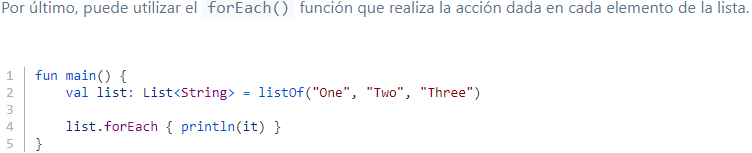 Por último, puede utilizar el forEach() función que realiza la acción dada en cada elemento de la lista.
1 fun main() {
2     val list: List<String> = listOf("One", "Two", "Three")
3
4     list.forEach { println(it) }
5 }